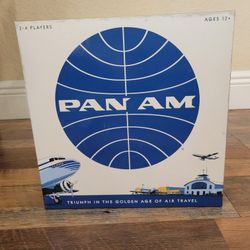 2-4 PLAYERS
AGES 12+
PAN AM
TRIUMPH IN THE GOLDEN AGE OF AIR TRAVEL